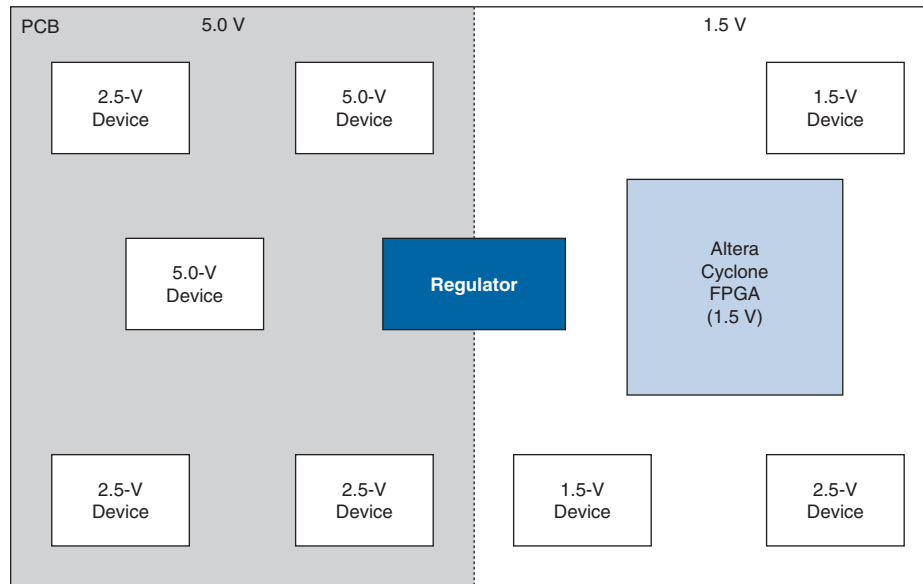 PCB
5.0 V
1.5 V
2.5-V
Device
5.0-V
Device
1.5-V
Device
5.0-V
Device
Regulator
Altera
Cyclone
FPGA
(1.5 V)
2.5-V
Device
2.5-V
Device
1.5-V
Device
2.5-V
Device